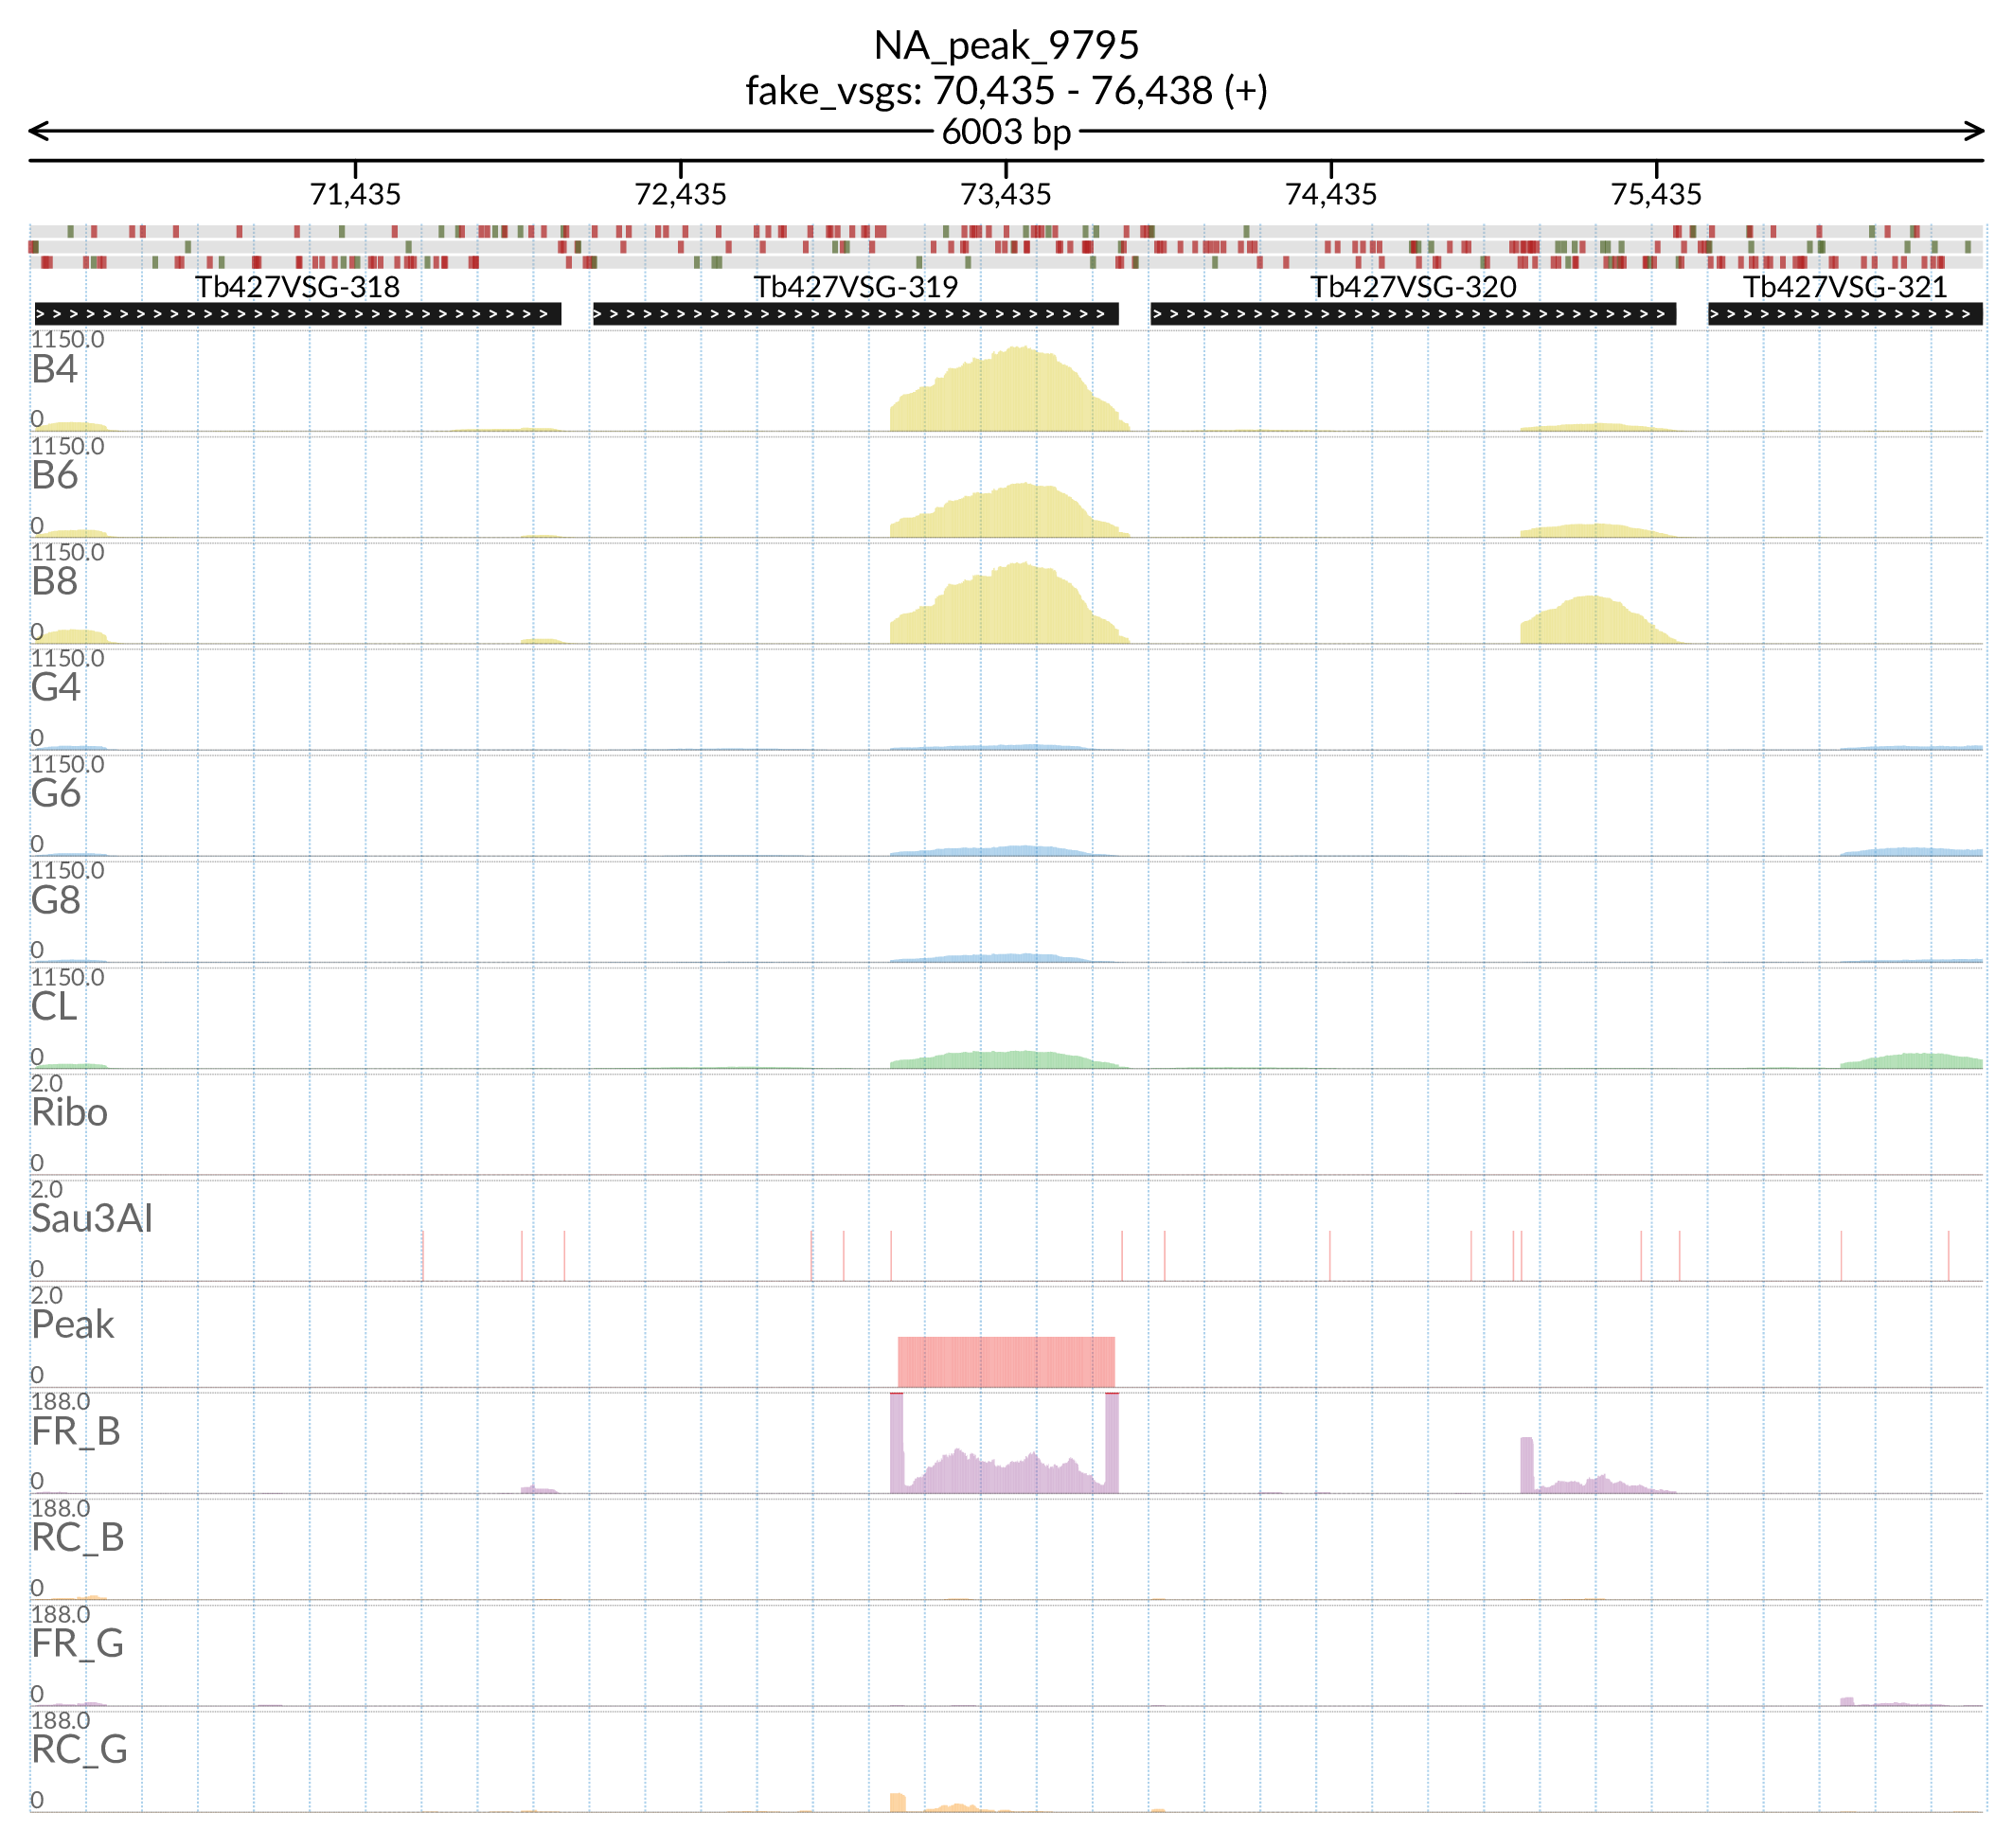 NA_peak_9795
fake_vsgs: 70,435 - 76,438 (+)
6003 bp
71,435 72,435 73,435 74,435 75,435
Tb427VSG-318 Tb427VSG-319 Tb427VSG-320 Tb427VSG-321
1150.0
B4
0
1150.0
B6
0
1150.0
B8
0
1150.0
G4
0
1150.0
G6
0
1150.0
G8
0
1150.0
CL
0
2.0
Ribo
0
2.0
Sau3AI
0
2.0
Peak
0
188.0
FR_B
0
188.0
RC_B
0
188.0
FR_G
0
188.0
RC_G
0